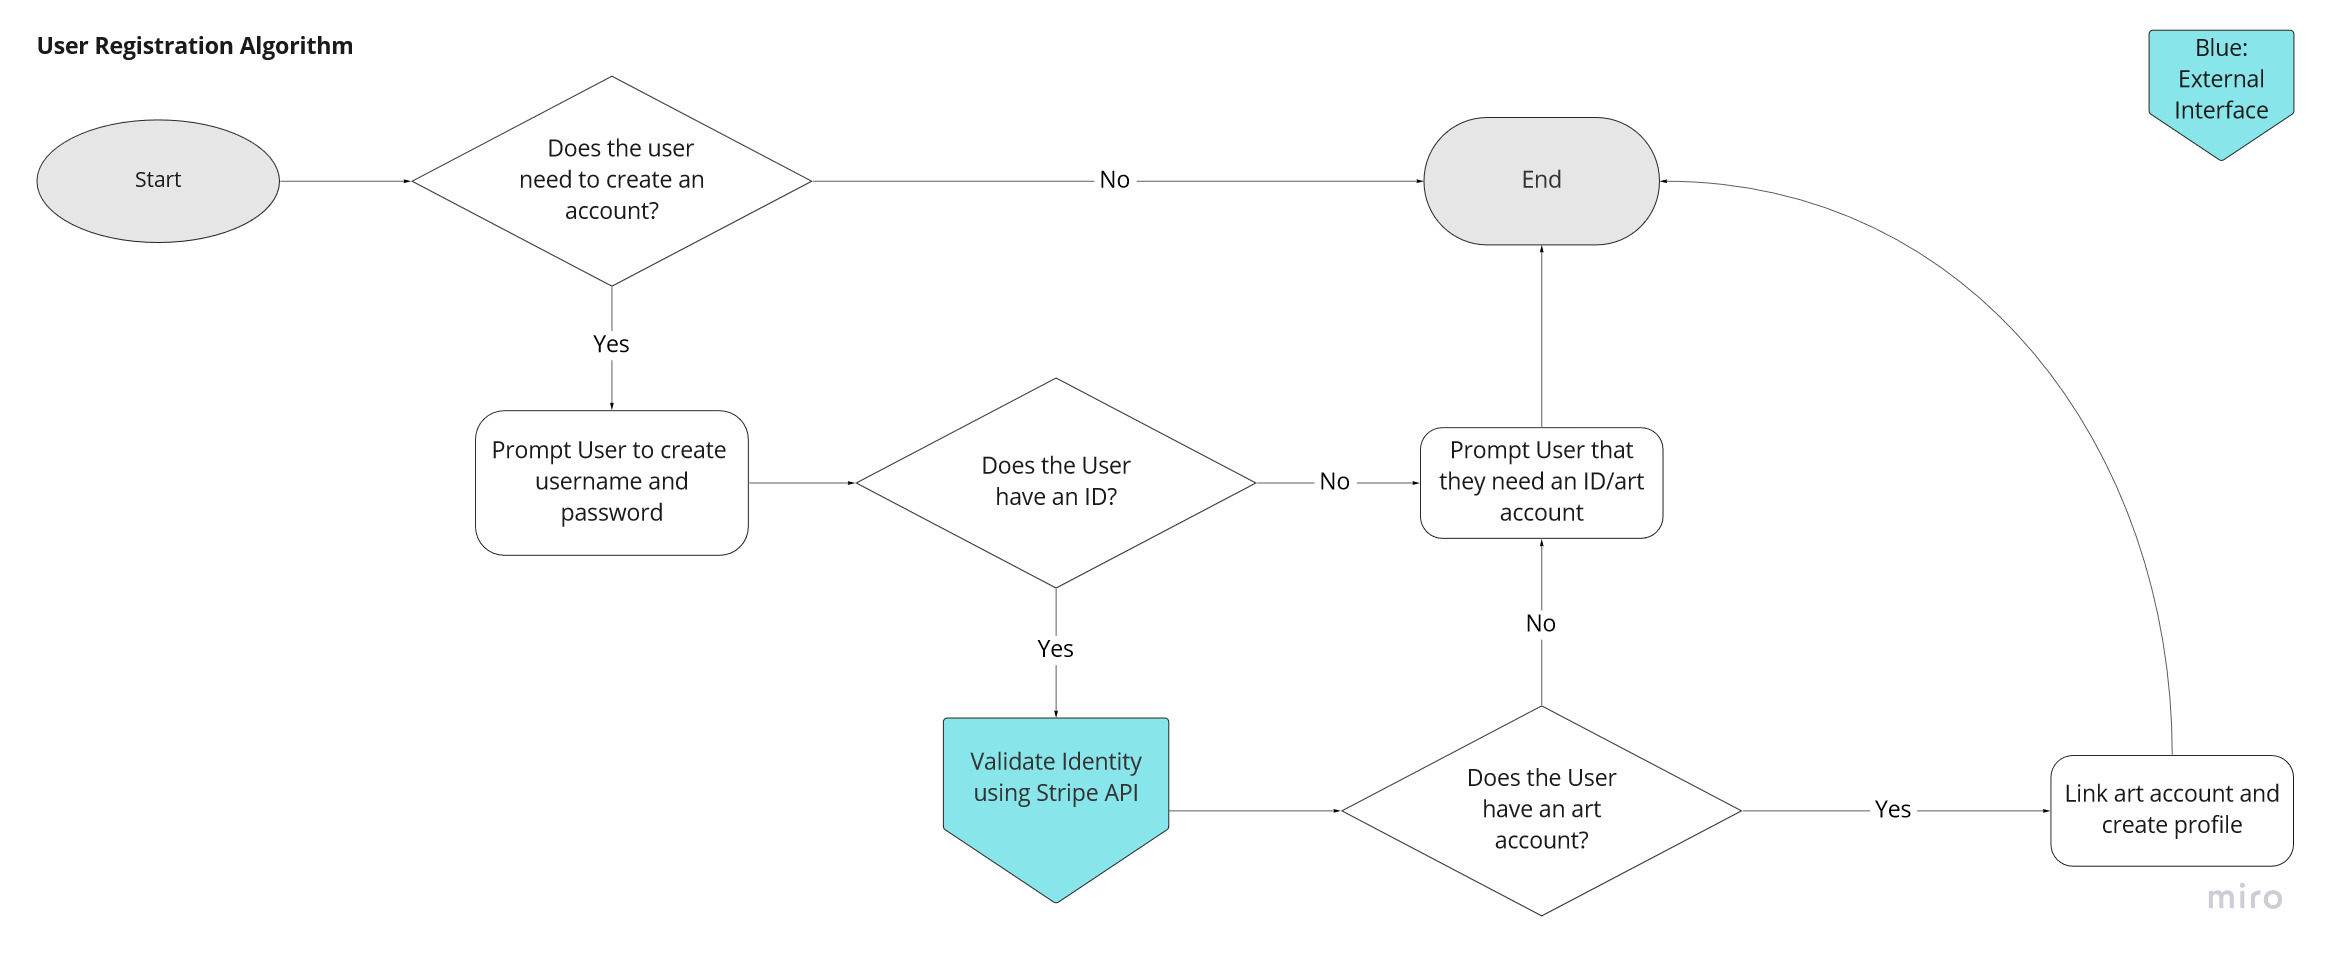 User Registration Algorithm
Blue:
External
Interface
Start
Does the user
need to create an
account?
No
End
Yes
Prompt User to create
username and
password
Does the User
have an ID?
No
Prompt User that
they need an ID/art
account
Yes
No
Validate Identity
using Stripe API
Does the User
have an art
account?
Yes
Link art account and
create profile
miro